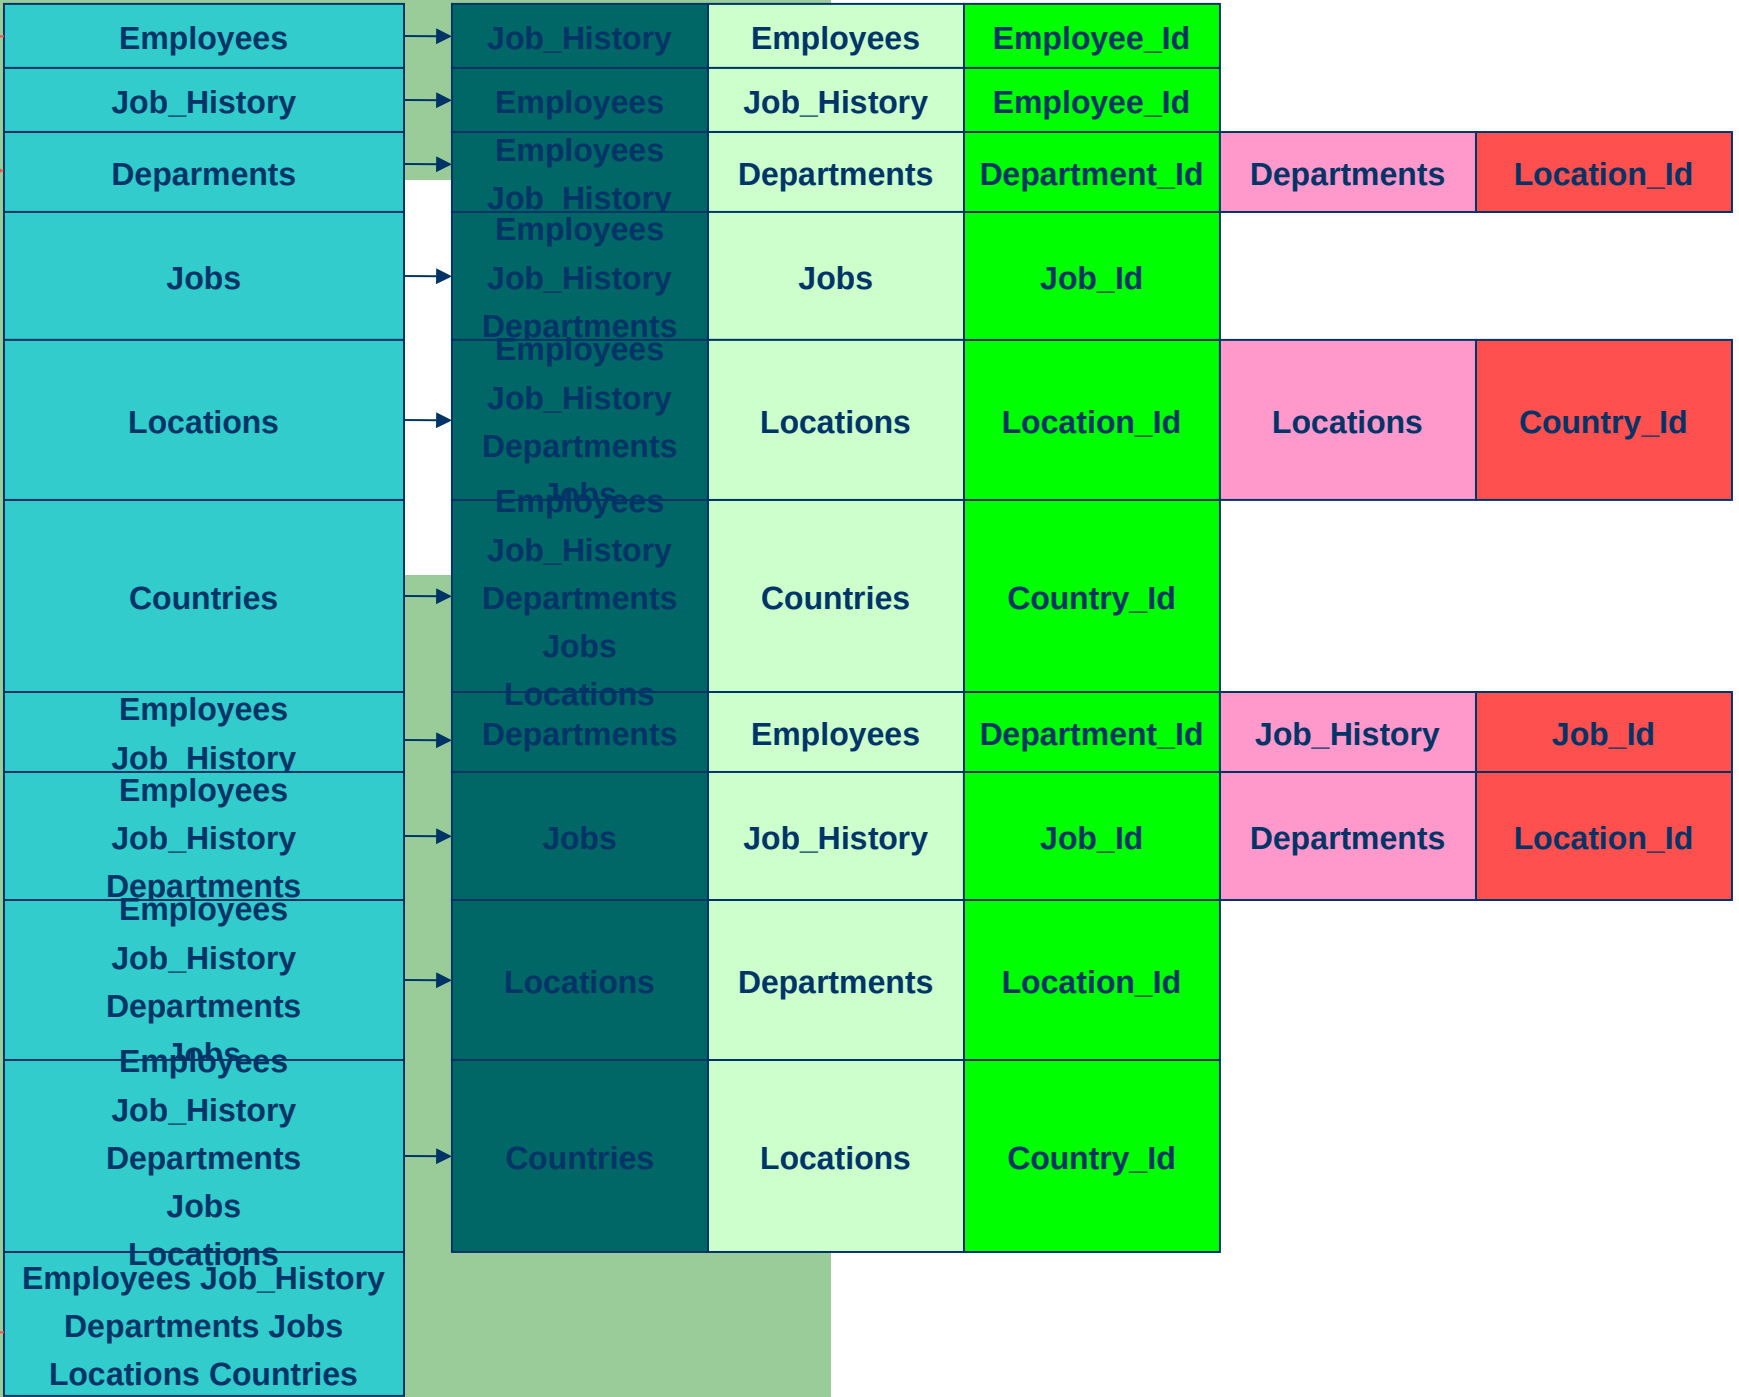 Employees Job_History Employees Employee_Id
Job_History Employees Job_History Employee_Id
Deparments Employees Job_History Departments Department_Id Departments Location_Id
Jobs Employees Job_History Departments Jobs Job_Id
Locations Employees Job_History Departments Jobs Locations Location_Id Locations Country_Id
Countries Employees Job_History Departments Jobs Locations Countries Country_Id
Employees Job_History Departments Employees Department_Id Job_History Job_Id
Employees Job_History Departments Jobs Job_History Job_Id Departments Location_Id
Employees Job_History Departments Jobs Locations Departments Location_Id
Employees Job_History Departments Jobs Locations Countries Locations Country_Id
Employees Job_History
Departments Jobs
Locations Countries